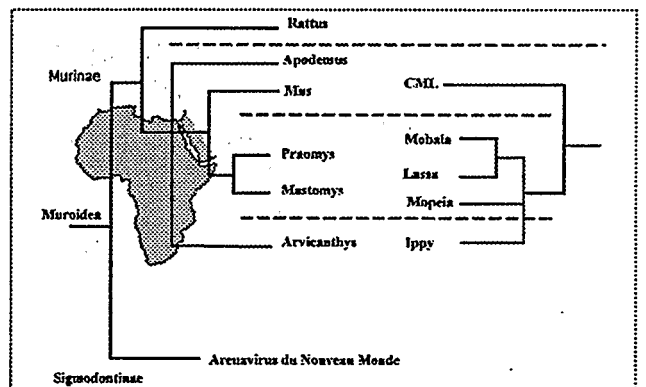 Rattus
Apodemus
Murinae
Mus
CML
Mobala
Praomys
Lassa
Mastomys
Mopeia
Muroidea
Arvicanthys
Ippy
Arenavirus du Nouveau Monde
Sigmodontinae